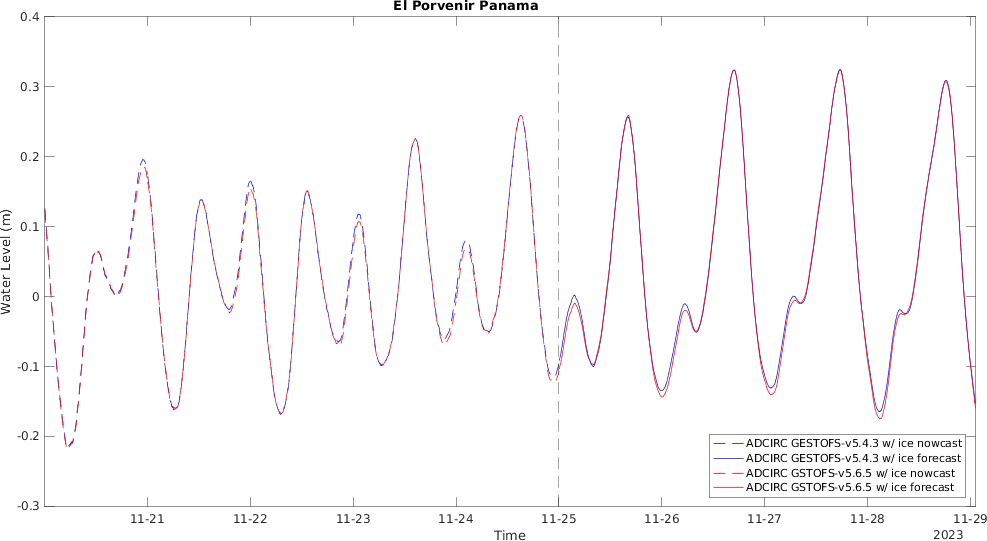 El Porvenir Panama
Water Level (m)
0.4
0.3
0.2
0.1
0
-0.1
-0.2
-0.3
11-21
11-22
11-23
11-24
11-25
11-26
11-27
11-28
11-29
Time
2023
ADCIRC GESTOFS-v5.4.3 w/ ice nowcast
ADCIRC GESTOFS-v5.4.3 w/ ice forecast
ADCIRC GSTOFS-v5.6.5 w/ ice nowcast
ADCIRC GSTOFS-v5.6.5 w/ ice forecast